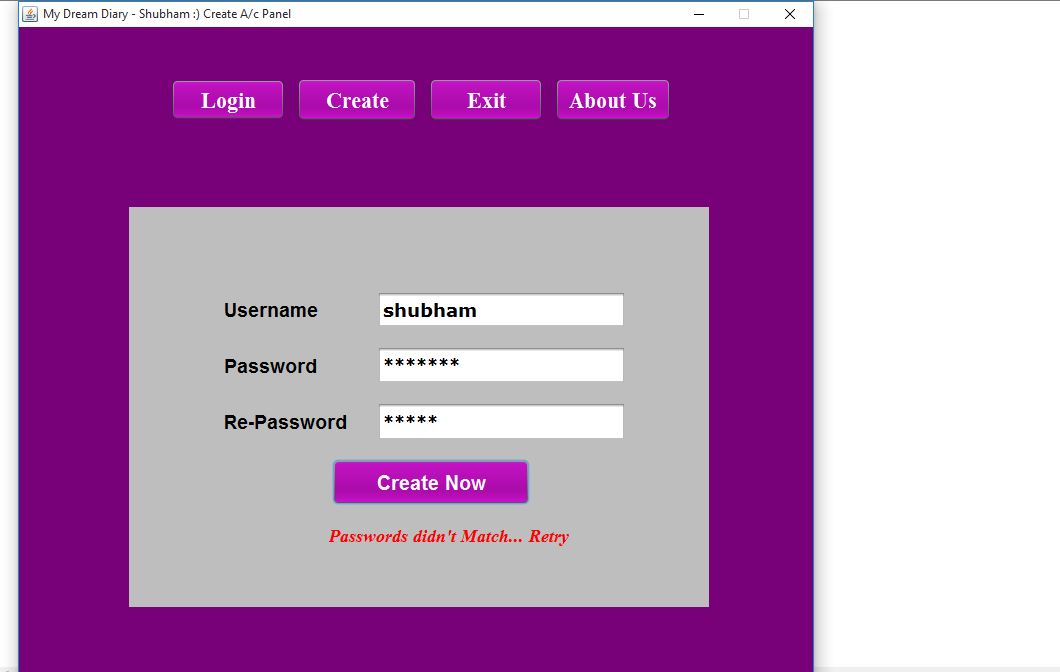 My Dream Diary - Shubham :) Create A/c Panel
Login Create Exit About Us
Username shubham
Password *******
Re-Password *****
Create Now
Passwords didn't Match... Retry